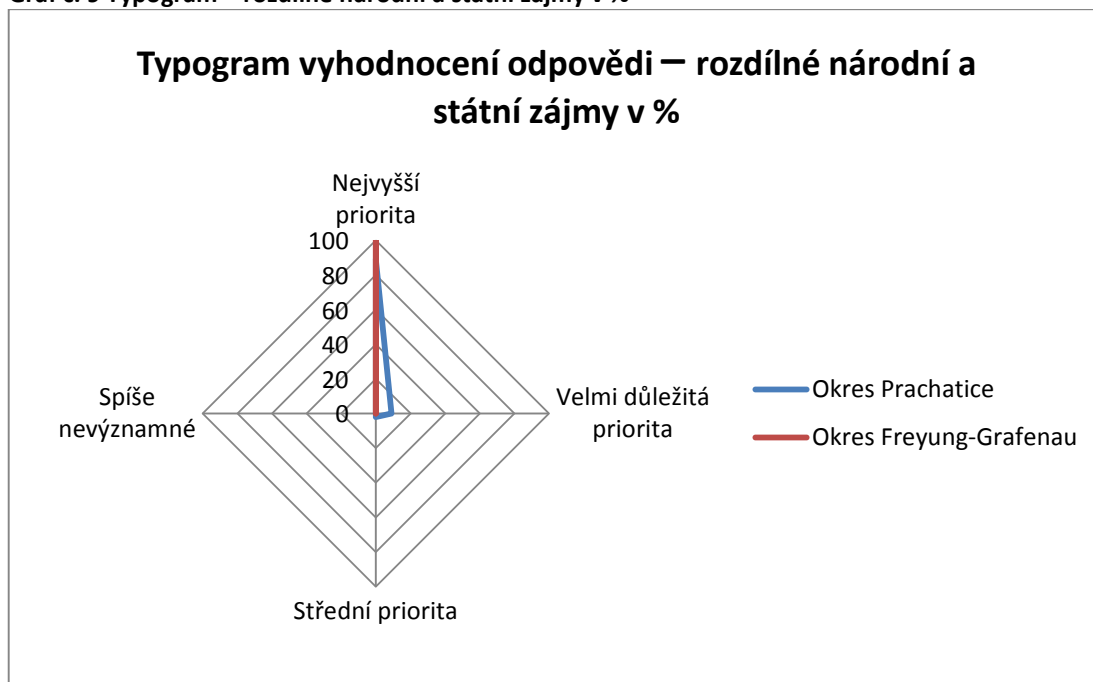 Typogram vyhodnocení odpovědi – rozdílné národní a
státní zájmy v %
Nejvyšší
priorita
100
80
60
40
20
0
Spíše
nevýznamné
Velmi důležitá
priorita
Střední priorita
Okres Prachatice
Okres Freyung-Grafenau